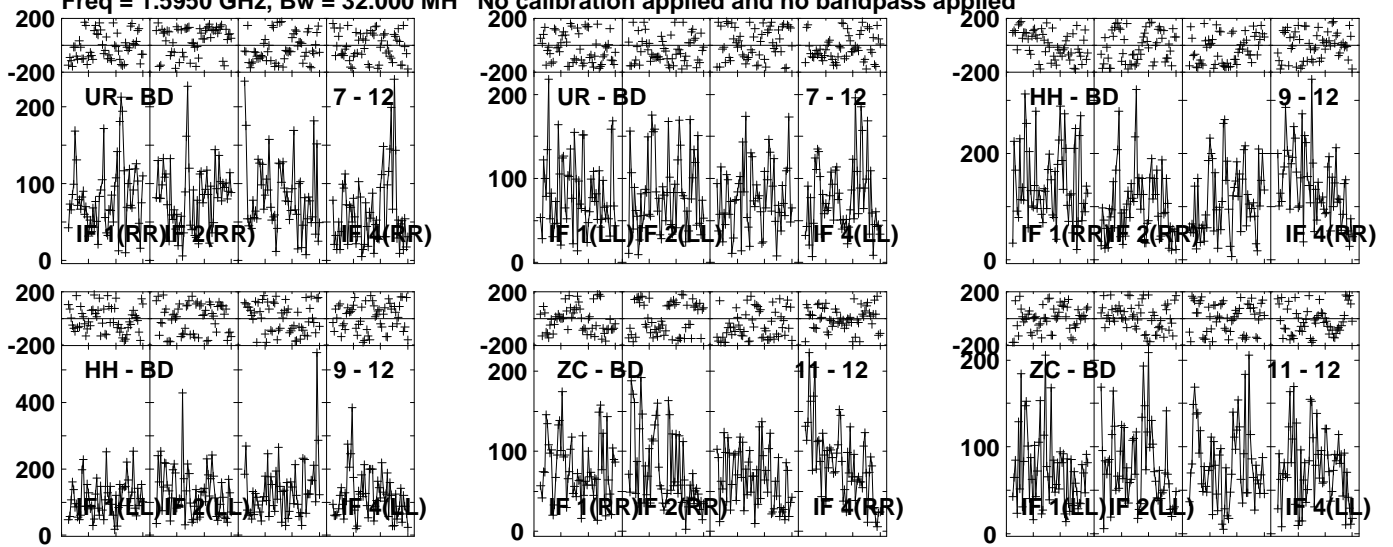 Freq = 1.5950 GHz, Bw = 32.000 MH No calibration applied and no bandpass applied
200
-200
200
100
0
UR - BD 7 - 12
IF 1(RR) IF 2(RR) IF 4(RR)
200
-200
200
100
0
UR - BD 7 - 12
IF 1(LL) IF 2(LL) IF 4(LL)
200
-200
200
0
HH - BD 9 - 12
IF 1(RR) IF 2(RR) IF 4(RR)
200
-200
400
200
0
HH - BD 9 - 12
IF 1(LL) IF 2(LL) IF 4(LL)
200
-200
200
100
0
ZC - BD 11 - 12
IF 1(RR) IF 2(RR) IF 4(RR)
200
-200
200
100
0
ZC - BD 11 - 12
IF 1(LL) IF 2(LL) IF 4(LL)